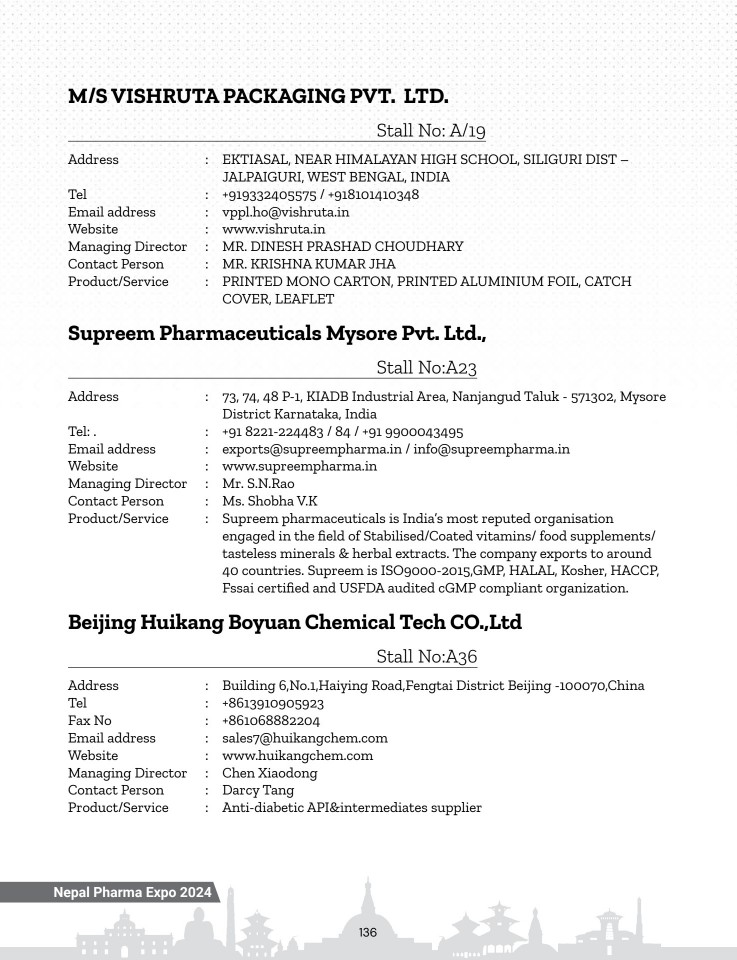 M/S VISHRUTA PACKAGING PVT. LTD.
Stall No: A/19
Address : EKTIASAL, NEAR HIMALAYAN HIGH SCHOOL, SILIGURI DIST –
JALPAIGURI, WEST BENGAL, INDIA
Tel : +919332405575 / +918101410348
Email address : vppl.ho@vishruta.in
Website : www.vishruta.in
Managing Director : MR. DINESH PRASHAD CHOUDHARY
Contact Person : MR. KRISHNA KUMAR JHA
Product/Service : PRINTED MONO CARTON, PRINTED ALUMINIUM FOIL, CATCH
COVER, LEAFLET
Supreem Pharmaceuticals Mysore Pvt. Ltd.,
Stall No:A23
Address : 73, 74, 48 P-1, KIADB Industrial Area, Nanjangud Taluk - 571302, Mysore
District Karnataka, India
Tel: . : +91 8221-224483 / 84 / +91 9900043495
Email address : exports@supreempharma.in / info@supreempharma.in
Website : www.supreempharma.in
Managing Director : Mr. S.N.Rao
Contact Person : Ms. Shobha V.K
Product/Service : Supreem pharmaceuticals is India’s most reputed organisation
engaged in the field of Stabilised/Coated vitamins/ food supplements/
tasteless minerals & herbal extracts. The company exports to around
40 countries. Supreem is ISO9000-2015,GMP, HALAL, Kosher, HACCP,
Fssai certified and USFDA audited cGMP compliant organization.
Beijing Huikang Boyuan Chemical Tech CO.,Ltd
Stall No:A36
Address : Building 6,No.1,Haiying Road,Fengtai District Beijing -100070,China
Tel : +8613910905923
Fax No : +861068882204
Email address : sales7@huikangchem.com
Website : www.huikangchem.com
Managing Director : Chen Xiaodong
Contact Person : Darcy Tang
Product/Service : Anti-diabetic API&intermediates supplier
Nepal Pharma Expo 2024
136